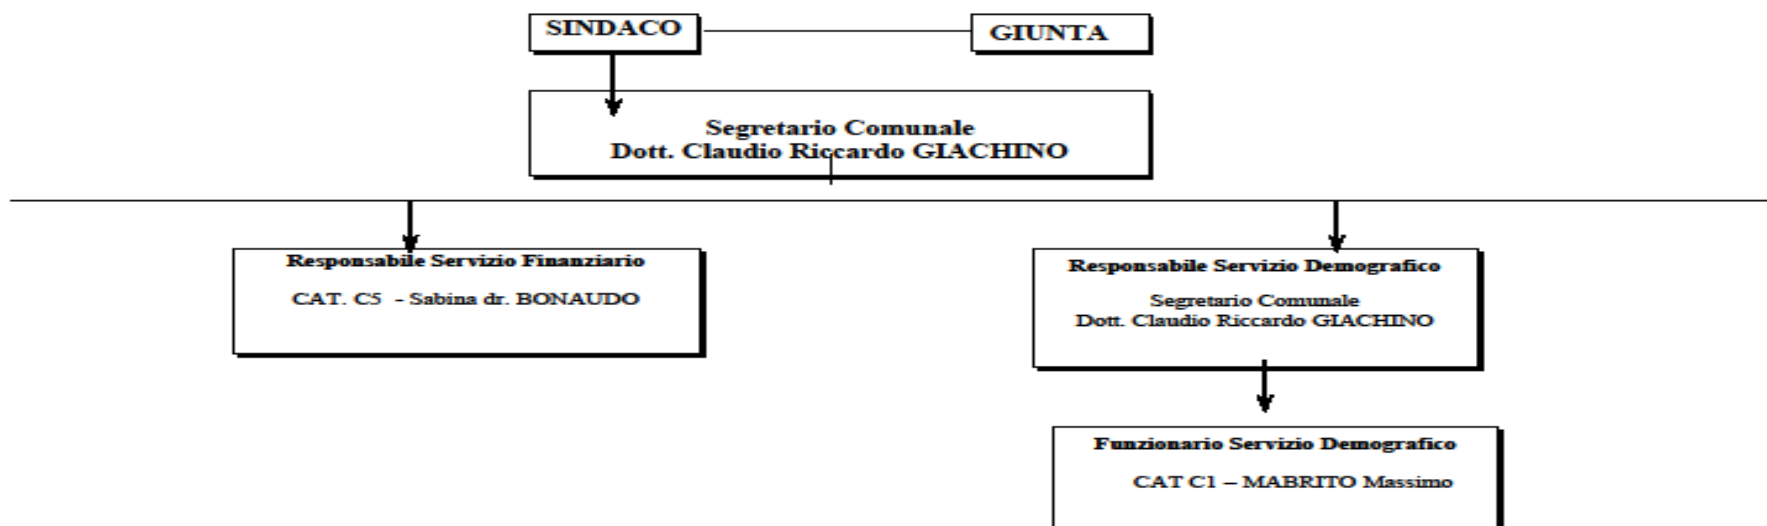 SINDACO
GIUNTA
Segretario Comunale
Dott. Claudio Riccardo GIACHINO
Responsabile Servizio Finanziario
CAT. C5 - Sabina dr. BONAUDO
Responsabile Servizio Demografico
Segretario Comunale
Dott. Claudio Riccardo GIACHINO
Funzionario Servizio Demografico
CAT C1 – MABRITO Massimo